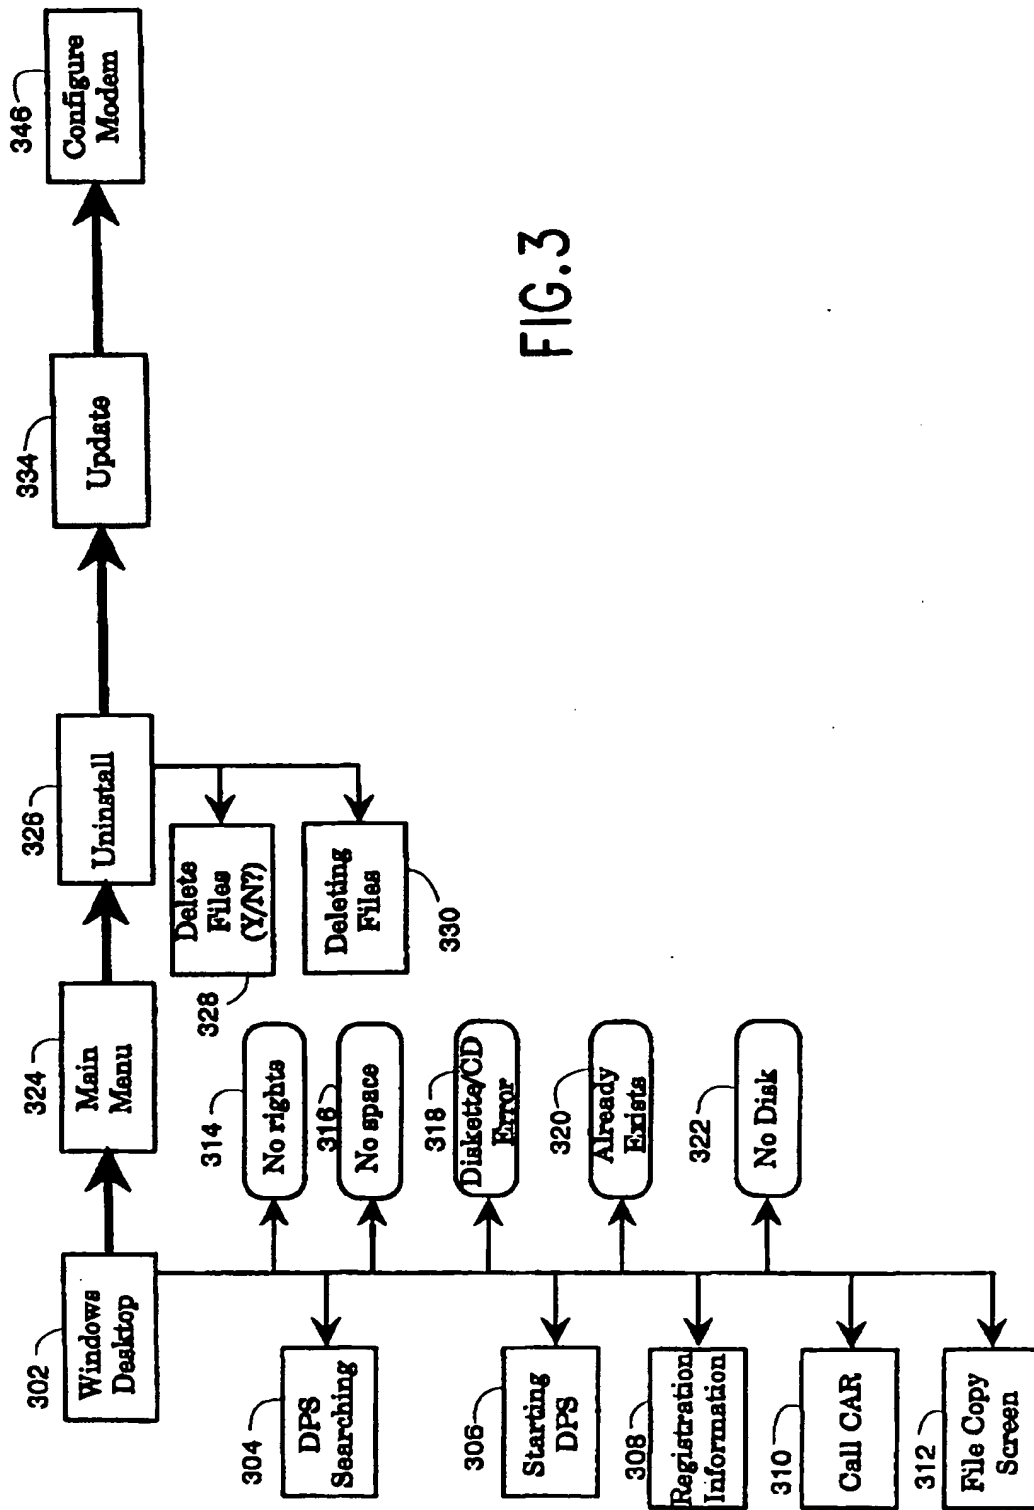 302
Windows
Desktop
324
Main
Menu
326
Uninstall
334
Update
346
Configure
Modem
328
Delete
Files
(Y/N?)
330
Deleting
Files
304
DPS
Searching
306
Starting
DPS
308
Registration
Information
310
Call CAR
312
File Copy
Screen
314
No rights
316
No space
318
Diskette/CD
Error
320
Already
Exists
322
No Disk
FIG.3